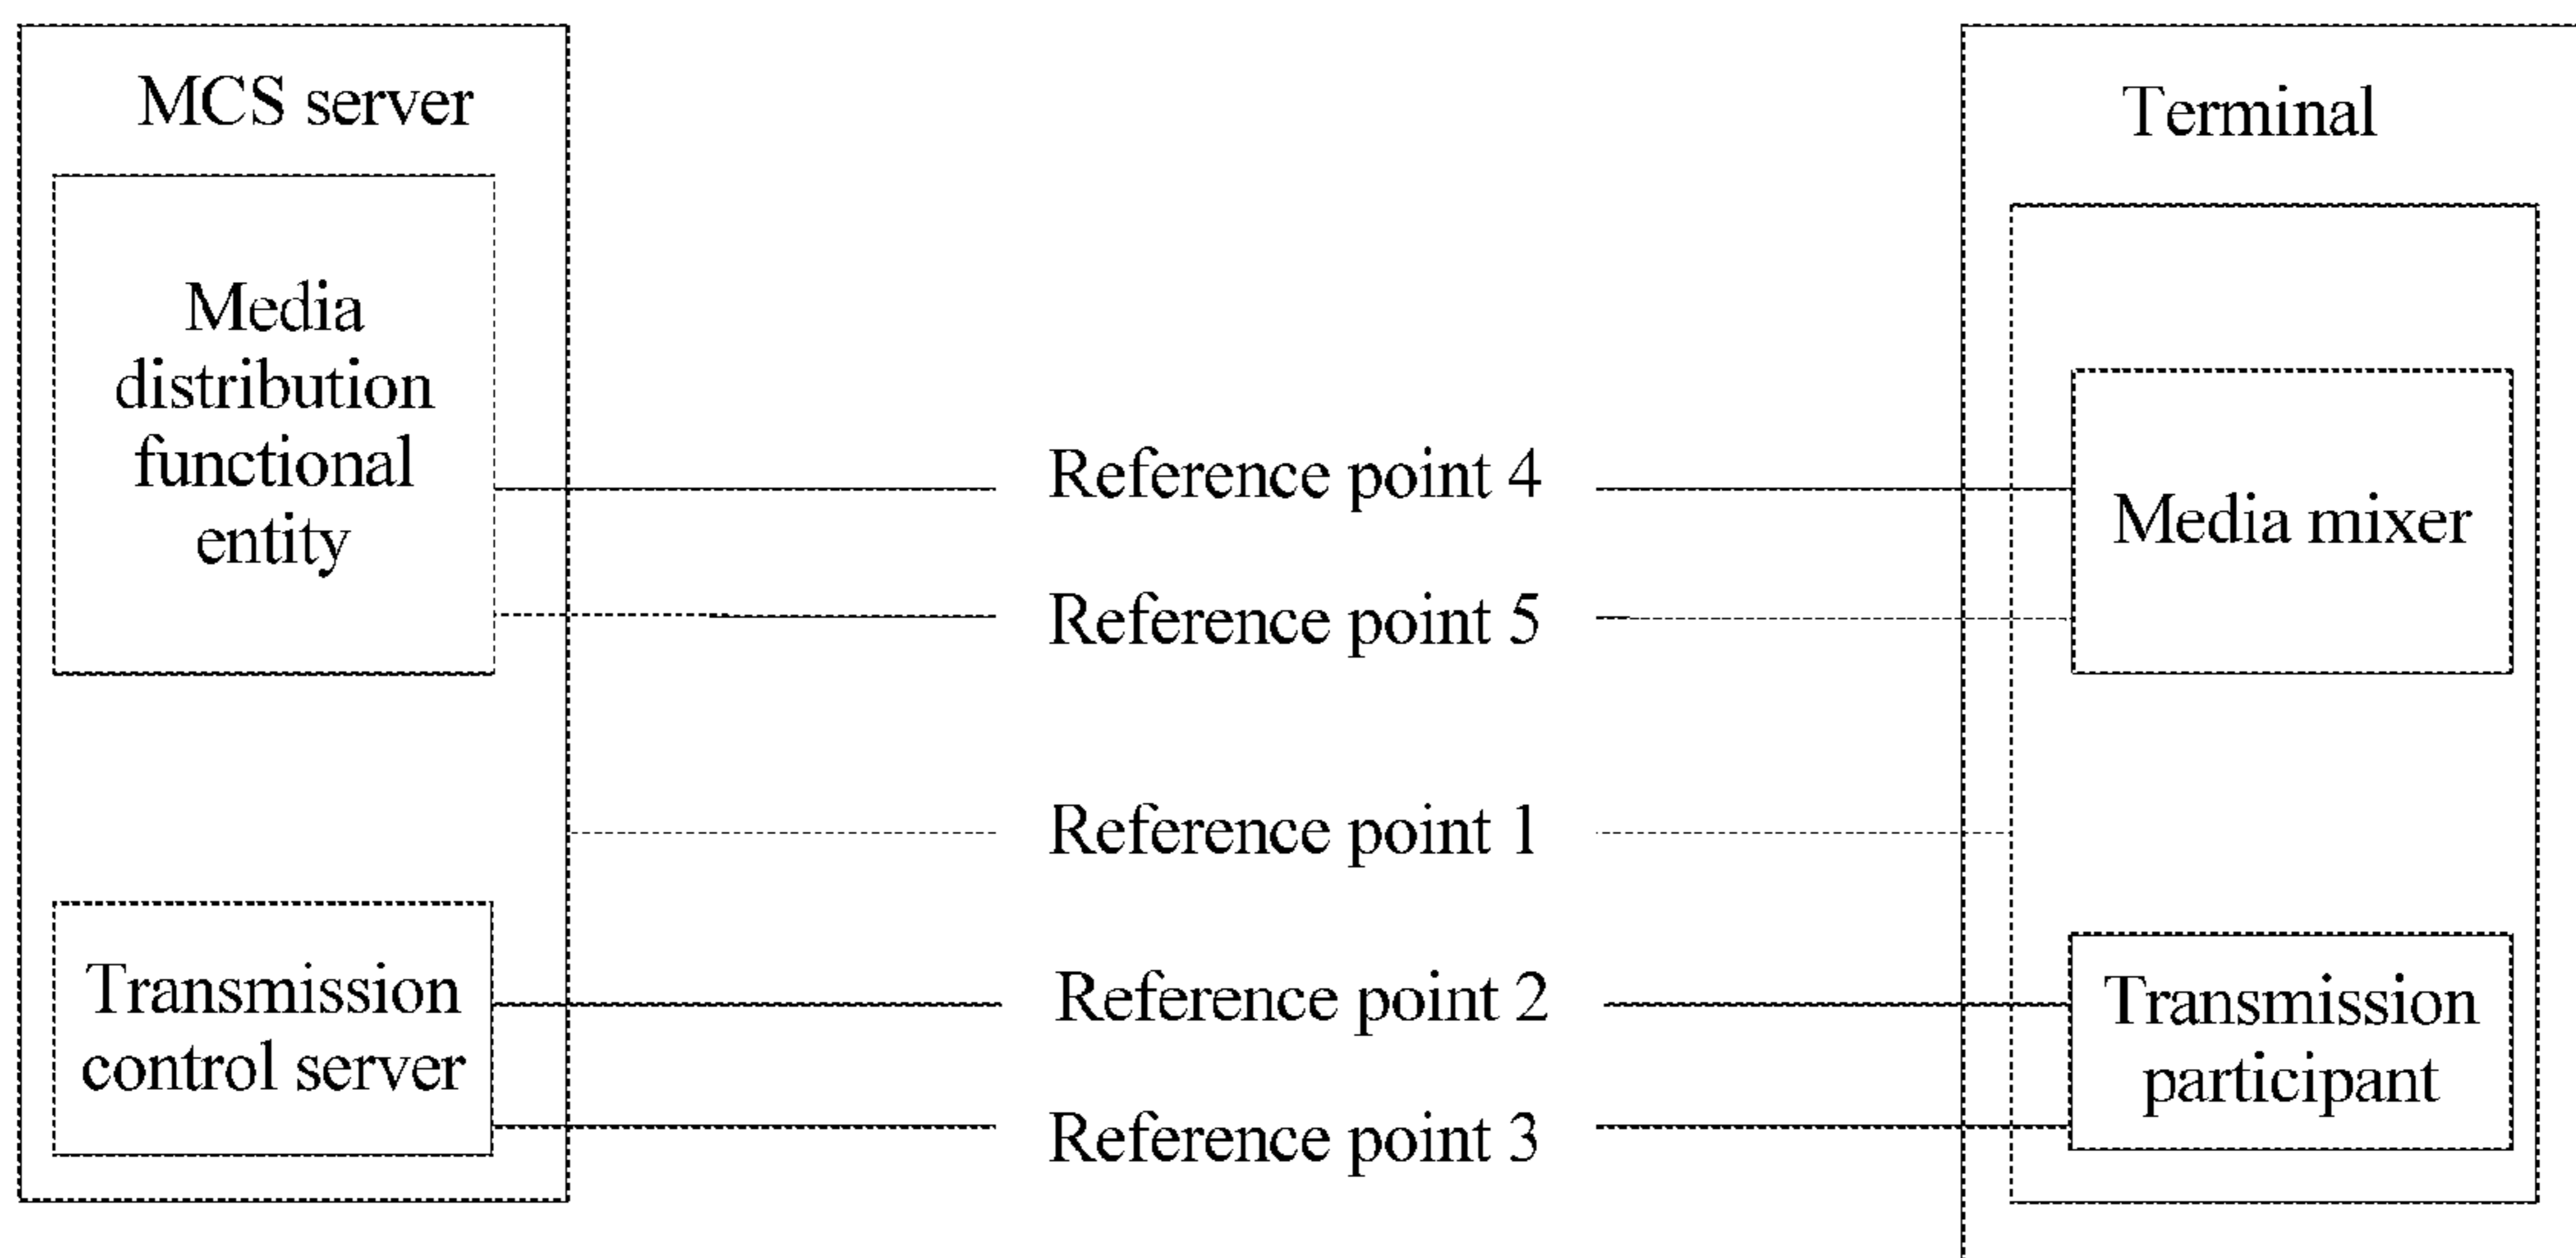 MCS server
Media
distribution
functional
entity
Transmission
control server
Reference point 4
Reference point 5
Reference point 1
Reference point 2
Reference point 3
Terminal
Media mixer
Transmission
participant